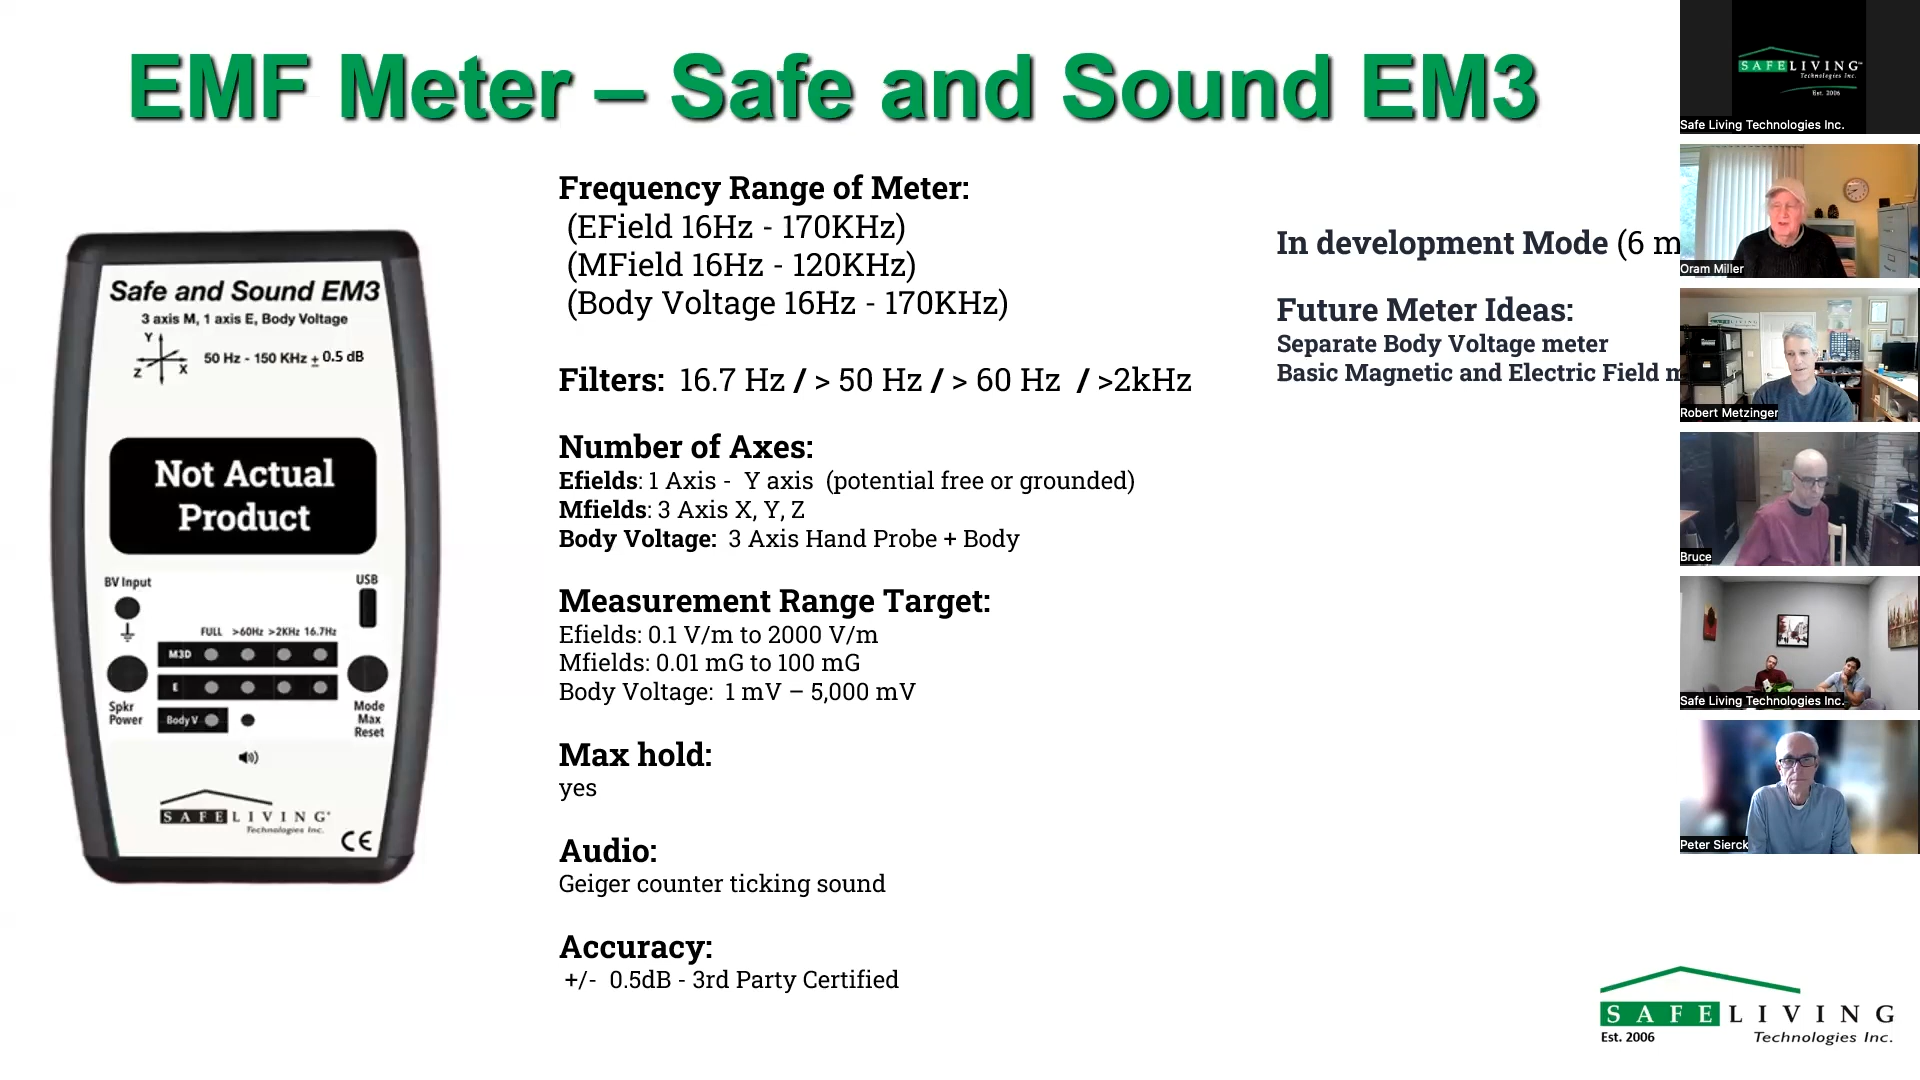 EMF Meter – Safe and Sound EM3
Safe and Sound EM3
3 axis M, 1 axis E, Body Voltage
Y
Z
X
50 Hz - 150 KHz ± 0.5 dB
Not Actual
Product
BV Input
USB
FULL >60Hz >2KHz 16.7Hz
M3D
E
Body V
Spkr
Power
Mode
Max
Reset
SAFELIVING
Technologies Inc.
CE
Frequency Range of Meter:
(EField 16Hz - 170KHz)
(MField 16Hz - 120KHz)
(Body Voltage 16Hz - 170KHz)
Filters: 16.7 Hz / > 50 Hz / > 60 Hz / >2kHz
Number of Axes:
Efields: 1 Axis - Y axis (potential free or grounded)
Mfields: 3 Axis X, Y, Z
Body Voltage: 3 Axis Hand Probe + Body
Measurement Range Target:
Efields: 0.1 V/m to 2000 V/m
Mfields: 0.01 mG to 100 mG
Body Voltage: 1 mV – 5,000 mV
Max hold:
yes
Audio:
Geiger counter ticking sound
Accuracy:
+/- 0.5dB - 3rd Party Certified
In development Mode (6 m
Future Meter Ideas:
Separate Body Voltage meter
Basic Magnetic and Electric Field m
SAFELIVING™
Technologies Inc.
Est. 2006
Safe Living Technologies Inc.
Oram Miller
Robert Metzinger
Bruce
Safe Living Technologies Inc.
Peter Sierck
SAFELIVING
Est. 2006 Technologies Inc.